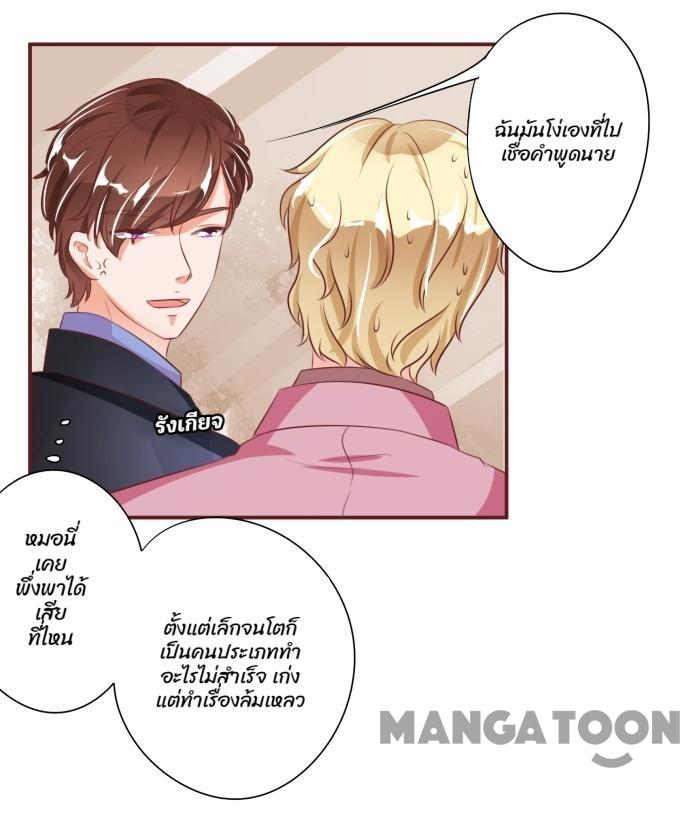 ฉันมันโง่เองที่ไป
เชื่อคำพูดนาย
รังเกียจ
หมอนี่
เคย
พึ่งพาได้
เสีย
ที่ไหน
ตั้งแต่เล็กจนโตก็
เป็นคนประเภททำ
อะไรไม่สำเร็จ เก่ง
แต่ทำเรื่องล้มเหลว
MANGATOON